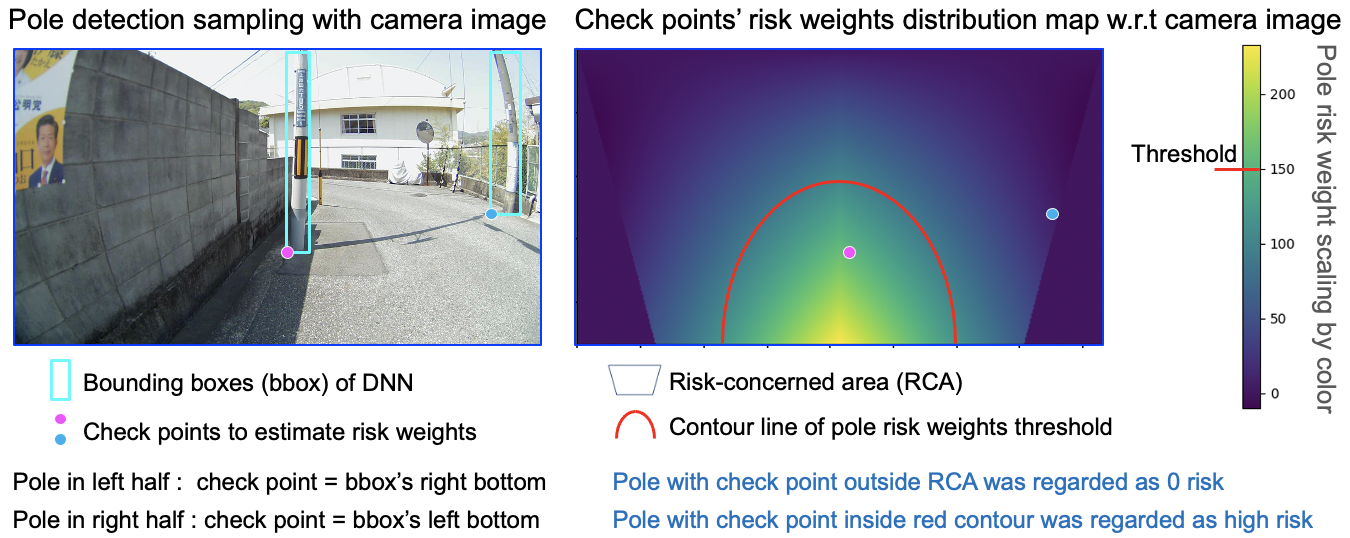 Pole detection sampling with camera image
Check points' risk weights distribution map w.r.t camera image
公明党
Threshold
200
150
100
50
0
Pole risk weight scaling by color
Bounding boxes (bbox) of DNN
Check points to estimate risk weights
Risk-concerned area (RCA)
Contour line of pole risk weights threshold
Pole in left half : check point = bbox's right bottom
Pole in right half : check point = bbox's left bottom
Pole with check point outside RCA was regarded as 0 risk
Pole with check point inside red contour was regarded as high risk